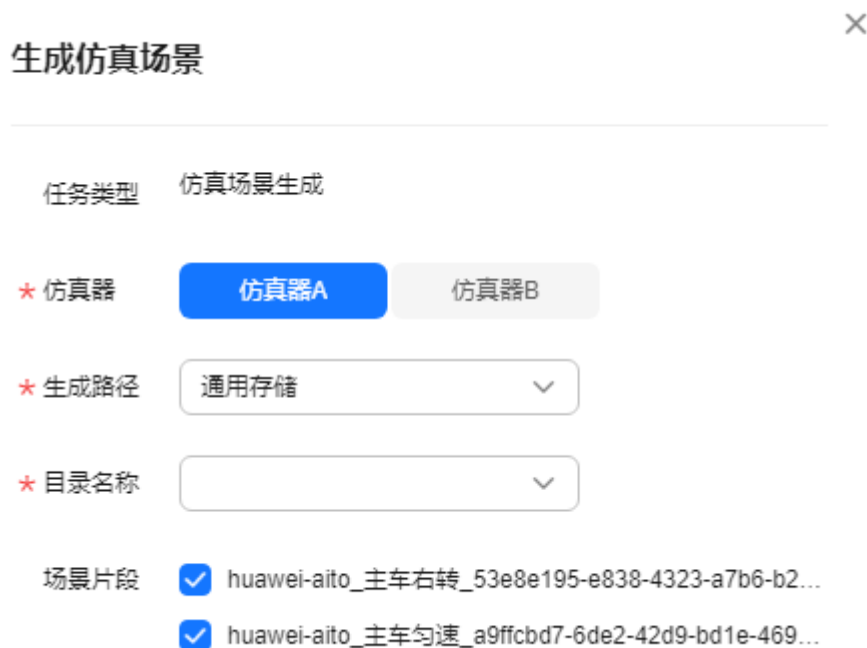 生成仿真场景
任务类型 仿真场景生成
* 仿真器 仿真器A 仿真器B
* 生成路径 通用存储
* 目录名称
场景片段 huawei-aito_主车右转_53e8e195-e838-4323-a7b6-b2...
huawei-aito_主车匀速_a9ffcbd7-6de2-42d9-bd1e-469...